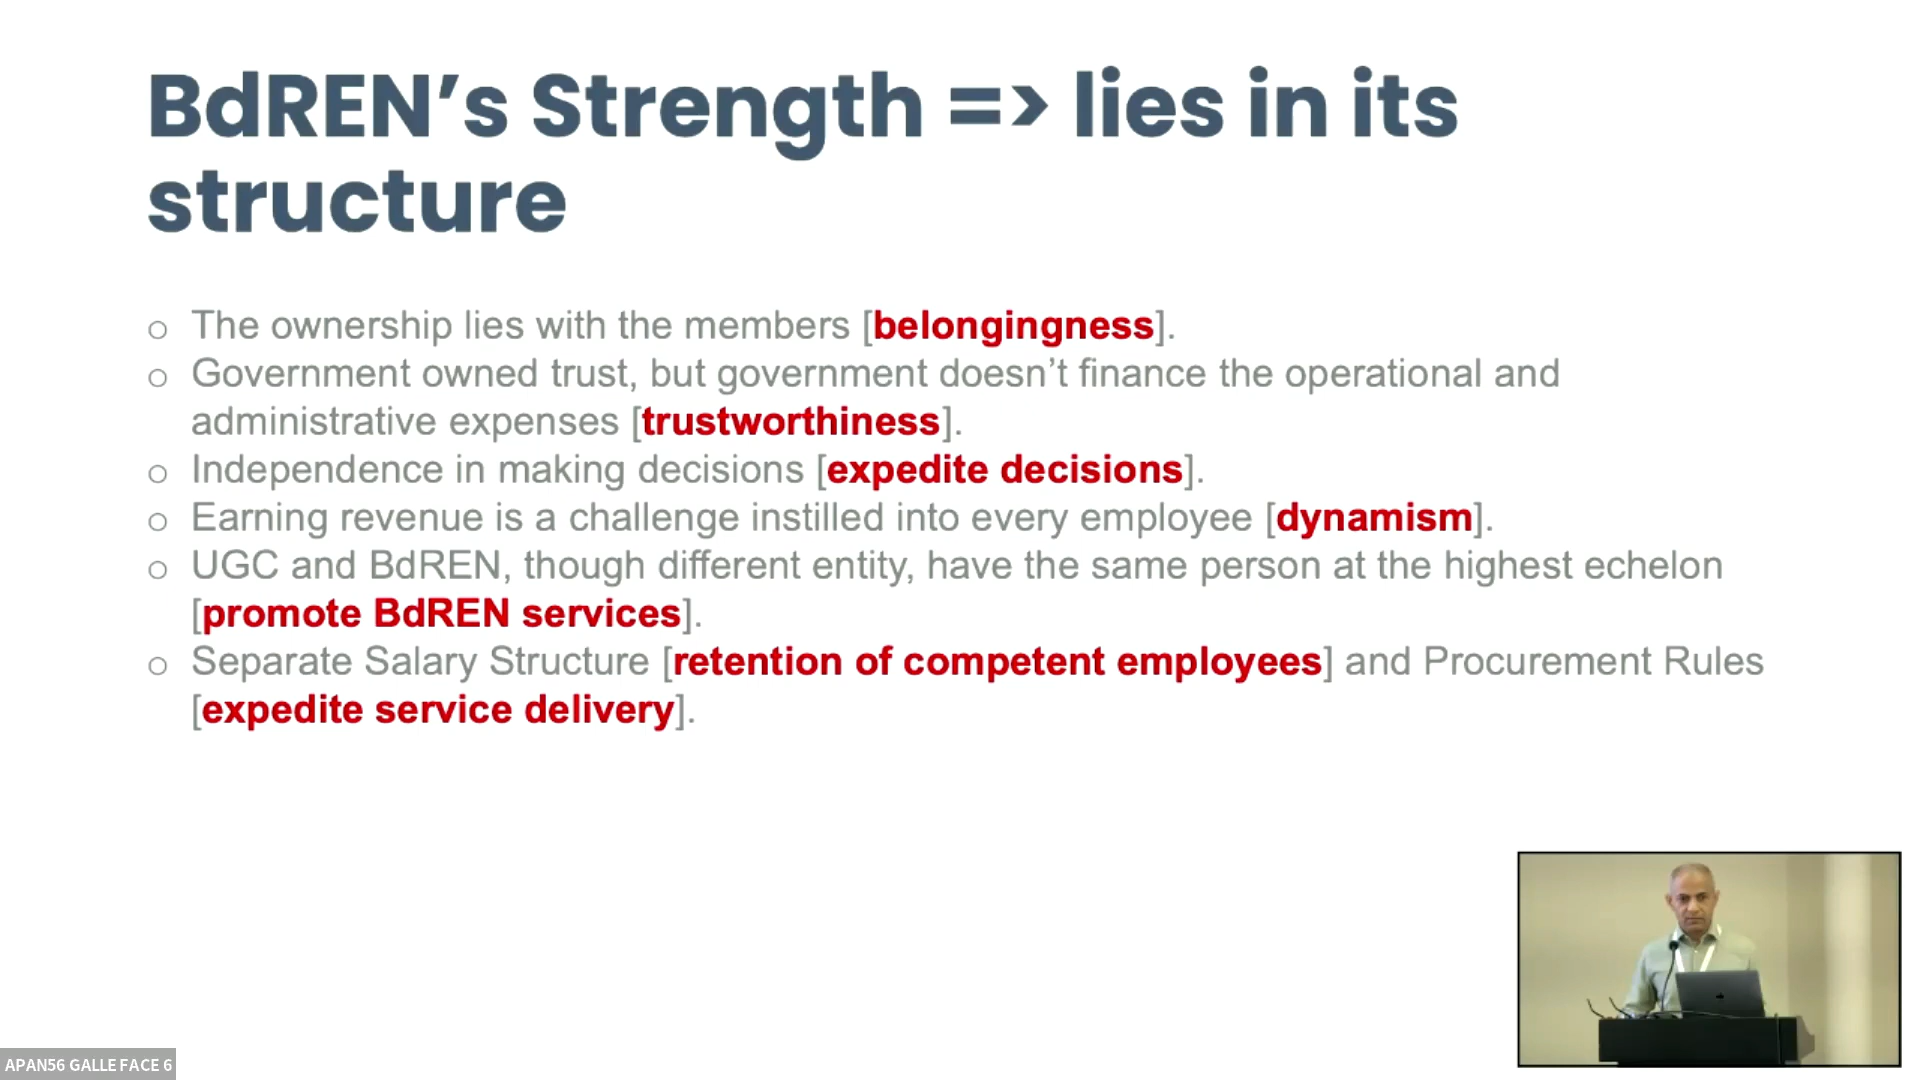 BdREN’s Strength => lies in its
structure
○ The ownership lies with the members [belongingness].
○ Government owned trust, but government doesn’t finance the operational and
administrative expenses [trustworthiness].
○ Independence in making decisions [expedite decisions].
○ Earning revenue is a challenge instilled into every employee [dynamism].
○ UGC and BdREN, though different entity, have the same person at the highest echelon
[promote BdREN services].
○ Separate Salary Structure [retention of competent employees] and Procurement Rules
[expedite service delivery].
APAN56 GALLE FACE 6